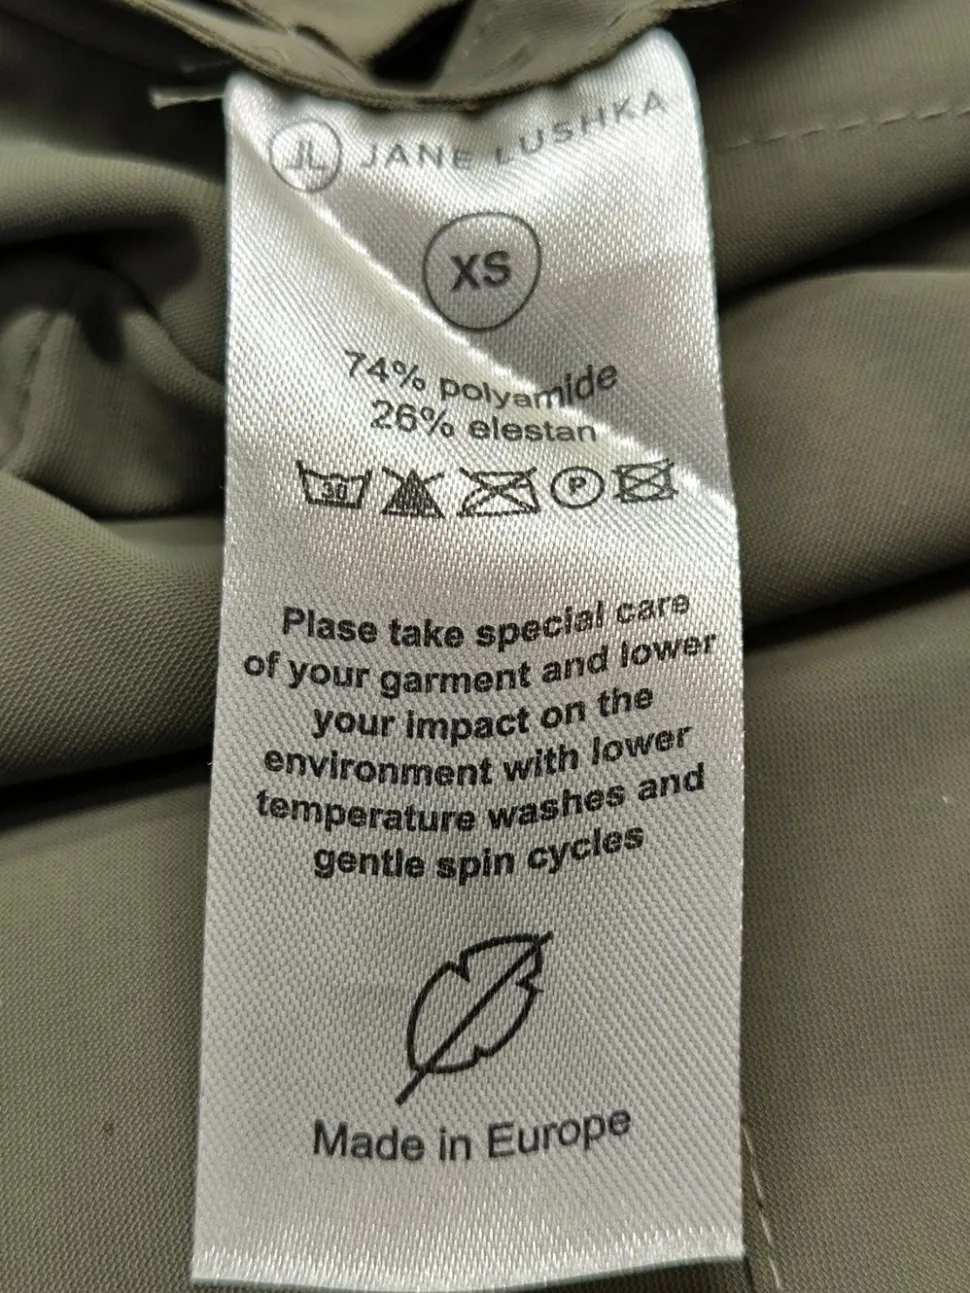 JL JANE LUSHKA
XS
74% polyamide
26% elestan
30 P
Plase take special care
of your garment and lower
your impact on the
environment with lower
temperature washes and
gentle spin cycles
Made in Europe